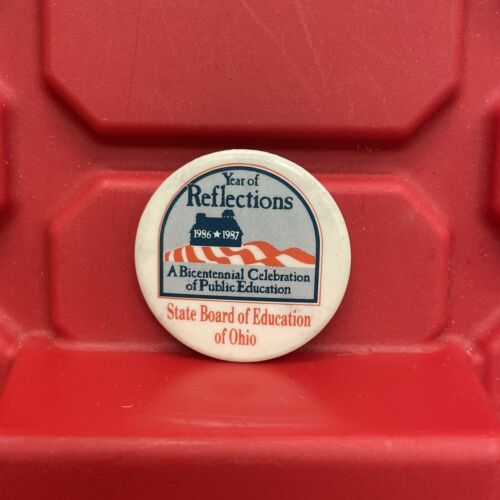 Year of
Reflections
1986 ★ 1987
A Bicentennial Celebration
of Public Education
State Board of Education
of Ohio